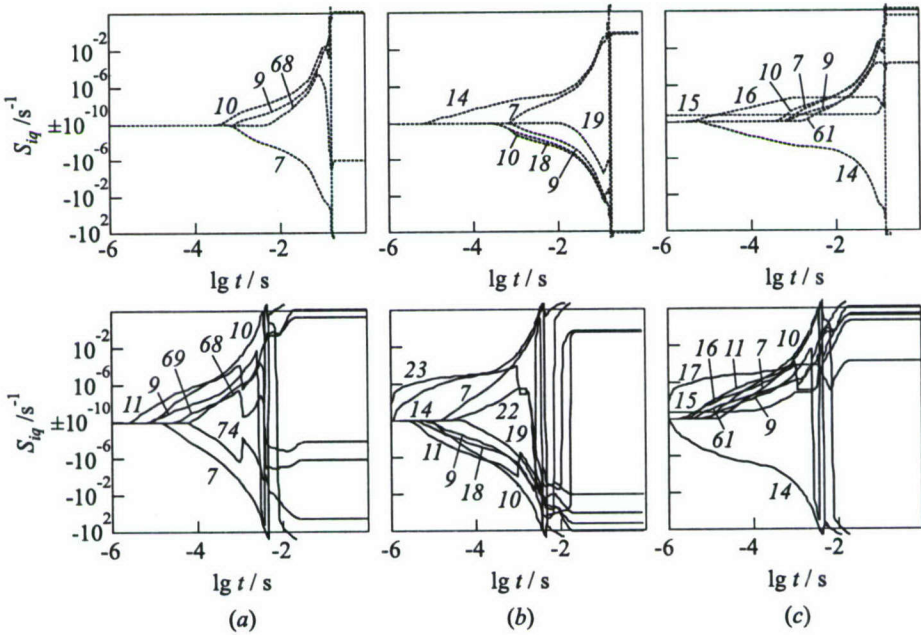 S_iq/s⁻¹
10⁻²
10⁻⁶
10⁻¹⁰
±10
-10⁻⁶
-10⁻²
-10²
10 9 68
7
-6 -4 -2
lg t / s
14
7
19
10 18 9
-4 -2
lg t / s
15 16 10 7 9
61
14
-6 -4 -2
lg t / s
S_iq/s⁻¹
10⁻²
10⁻⁶
10⁻¹⁰
±10
-10⁻⁶
-10⁻²
-10²
11 9 69 68 10
74
7
-6 -4 -2
lg t / s
(a)
23
7
14 22
11 9 18 19
10
-6 -4 -2
lg t / s
(b)
17 16 11 7 10
15
61 9
14
-6 -4 -2
lg t / s
(c)